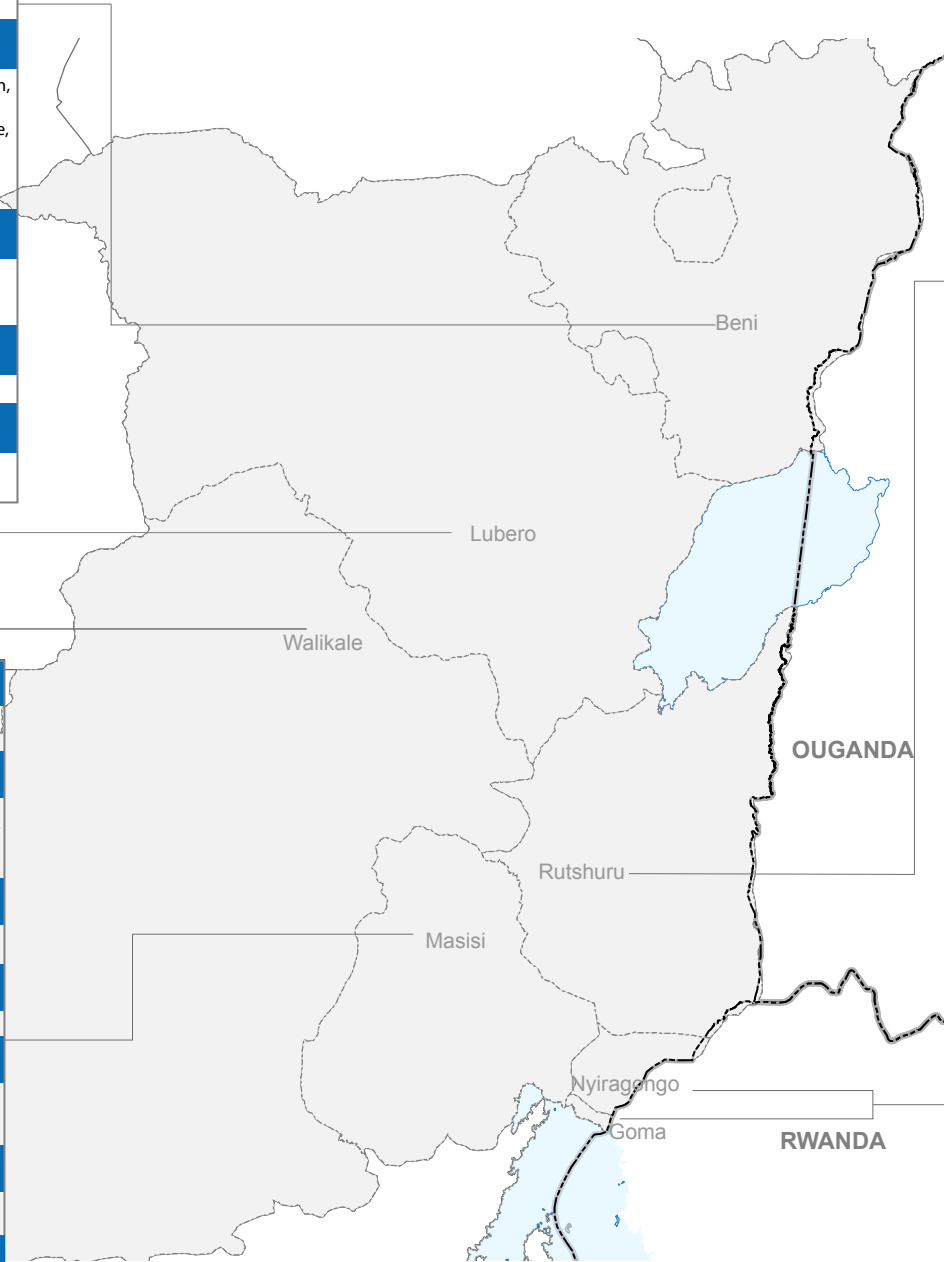 Beni
Lubero
Walikale
OUGANDA
Rutshuru
Masisi
Nyiragongo
Goma
RWANDA